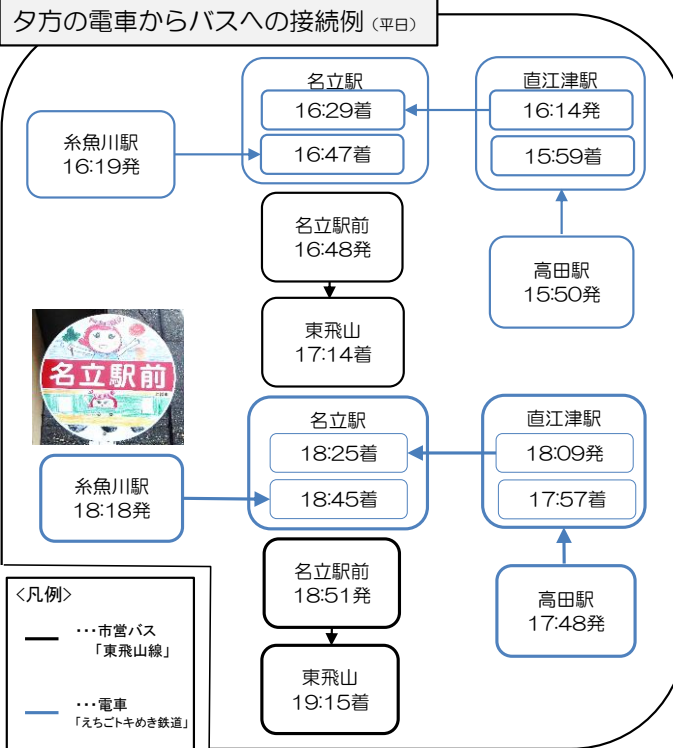 夕方の電車からバスへの接続例（平日）
名立駅
16:29着
16:47着
直江津駅
16:14発
15:59着
糸魚川駅
16:19発
名立駅前
16:48発
高田駅
15:50発
東飛山
17:14着
名立駅前
名立駅
18:25着
18:45着
直江津駅
18:09発
17:57着
糸魚川駅
18:18発
名立駅前
18:51発
高田駅
17:48発
東飛山
19:15着
<凡例>
･･･市営バス
「東飛山線」
･･･電車
「えちごトキめき鉄道」